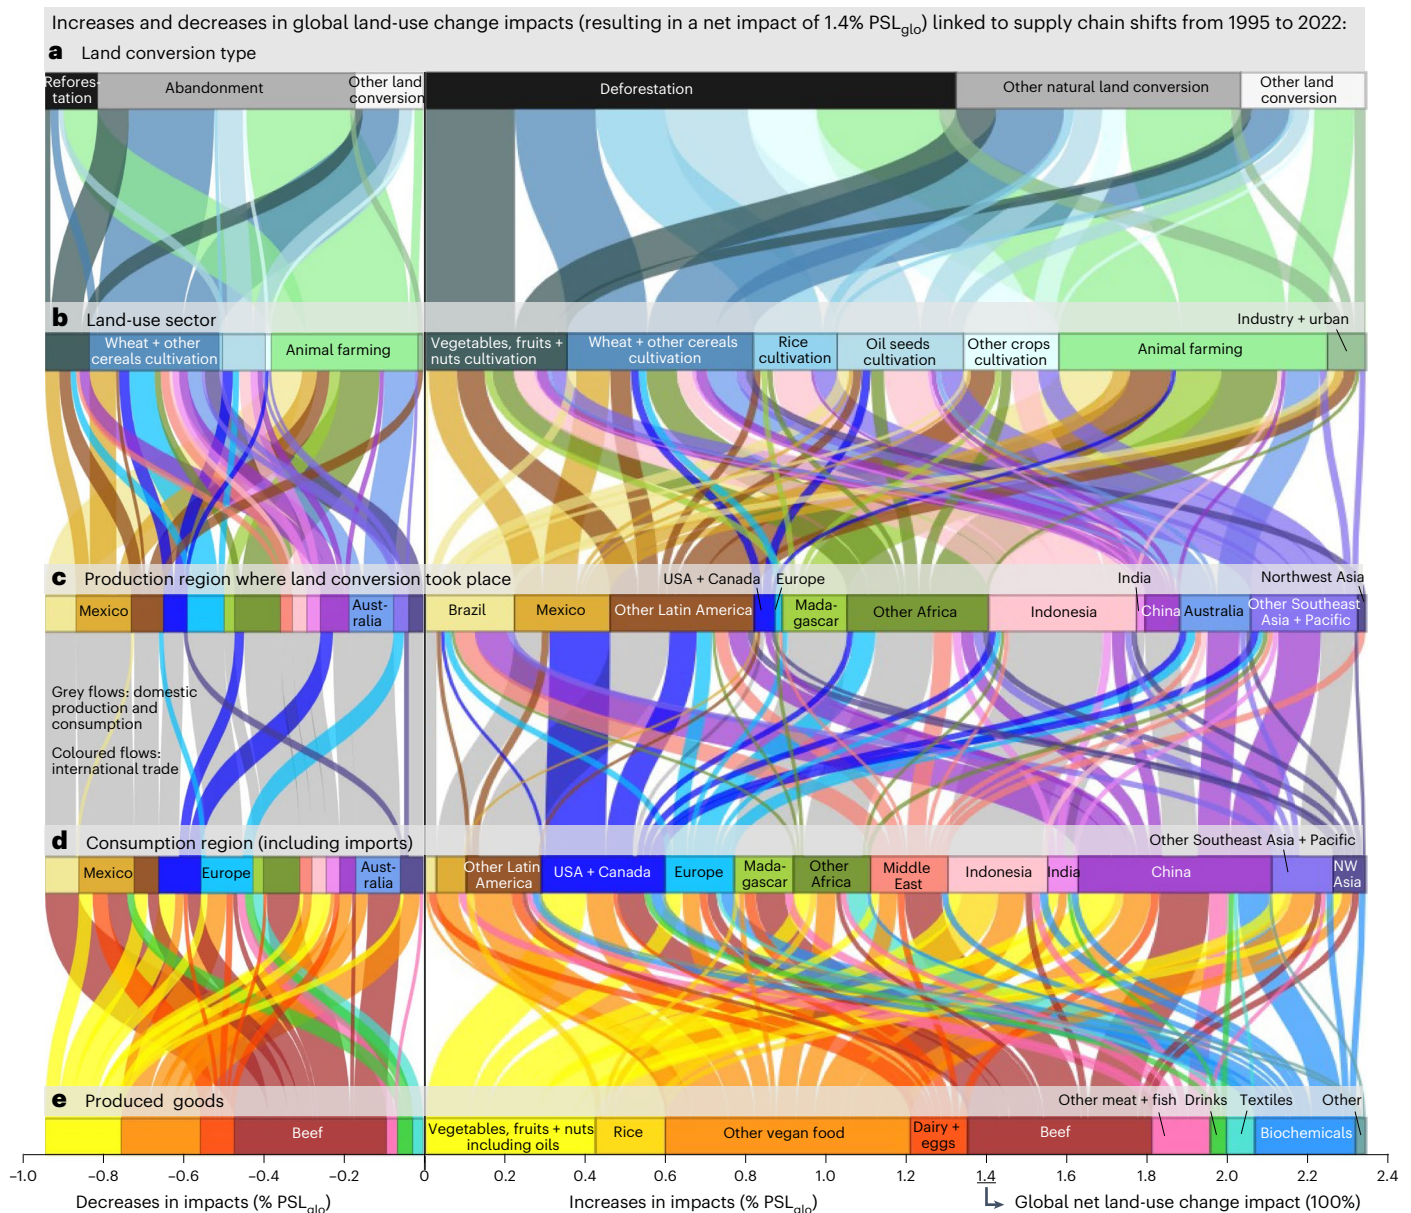 Increases and decreases in global land-use change impacts (resulting in a net impact of 1.4% PSLglo) linked to supply chain shifts from 1995 to 2022:
a Land conversion type
Refores-
tation
Abandonment
Other land
conversion
Deforestation
Other natural land conversion
Other land
conversion
b Land-use sector
Industry + urban
Wheat + other
cereals cultivation
Animal farming
Vegetables, fruits +
nuts cultivation
Wheat + other cereals
cultivation
Rice
cultivation
Oil seeds
cultivation
Other crops
cultivation
Animal farming
c Production region where land conversion took place
USA + Canada
Europe
India
Northwest Asia
Mexico
Aust-
ralia
Brazil
Mexico
Other Latin America
Mada-
gascar
Other Africa
Indonesia
China
Australia
Other Southeast
Asia + Pacific
Grey flows: domestic
production and
consumption
Coloured flows:
international trade
d Consumption region (including imports)
Other Southeast Asia + Pacific
Mexico
Europe
Aust-
ralia
Other Latin
America
USA + Canada
Europe
Mada-
gascar
Other
Africa
Middle
East
Indonesia
India
China
NW
Asia
e Produced goods
Other meat + fish
Drinks
Textiles
Other
Beef
Vegetables, fruits + nuts
including oils
Rice
Other vegan food
Dairy +
eggs
Beef
Biochemicals
–1.0 –0.8 –0.6 –0.4 –0.2 0 0.2 0.4 0.6 0.8 1.0 1.2 1.4 1.6 1.8 2.0 2.2 2.4
Decreases in impacts (% PSLglo)
Increases in impacts (% PSLglo)
Global net land-use change impact (100%)